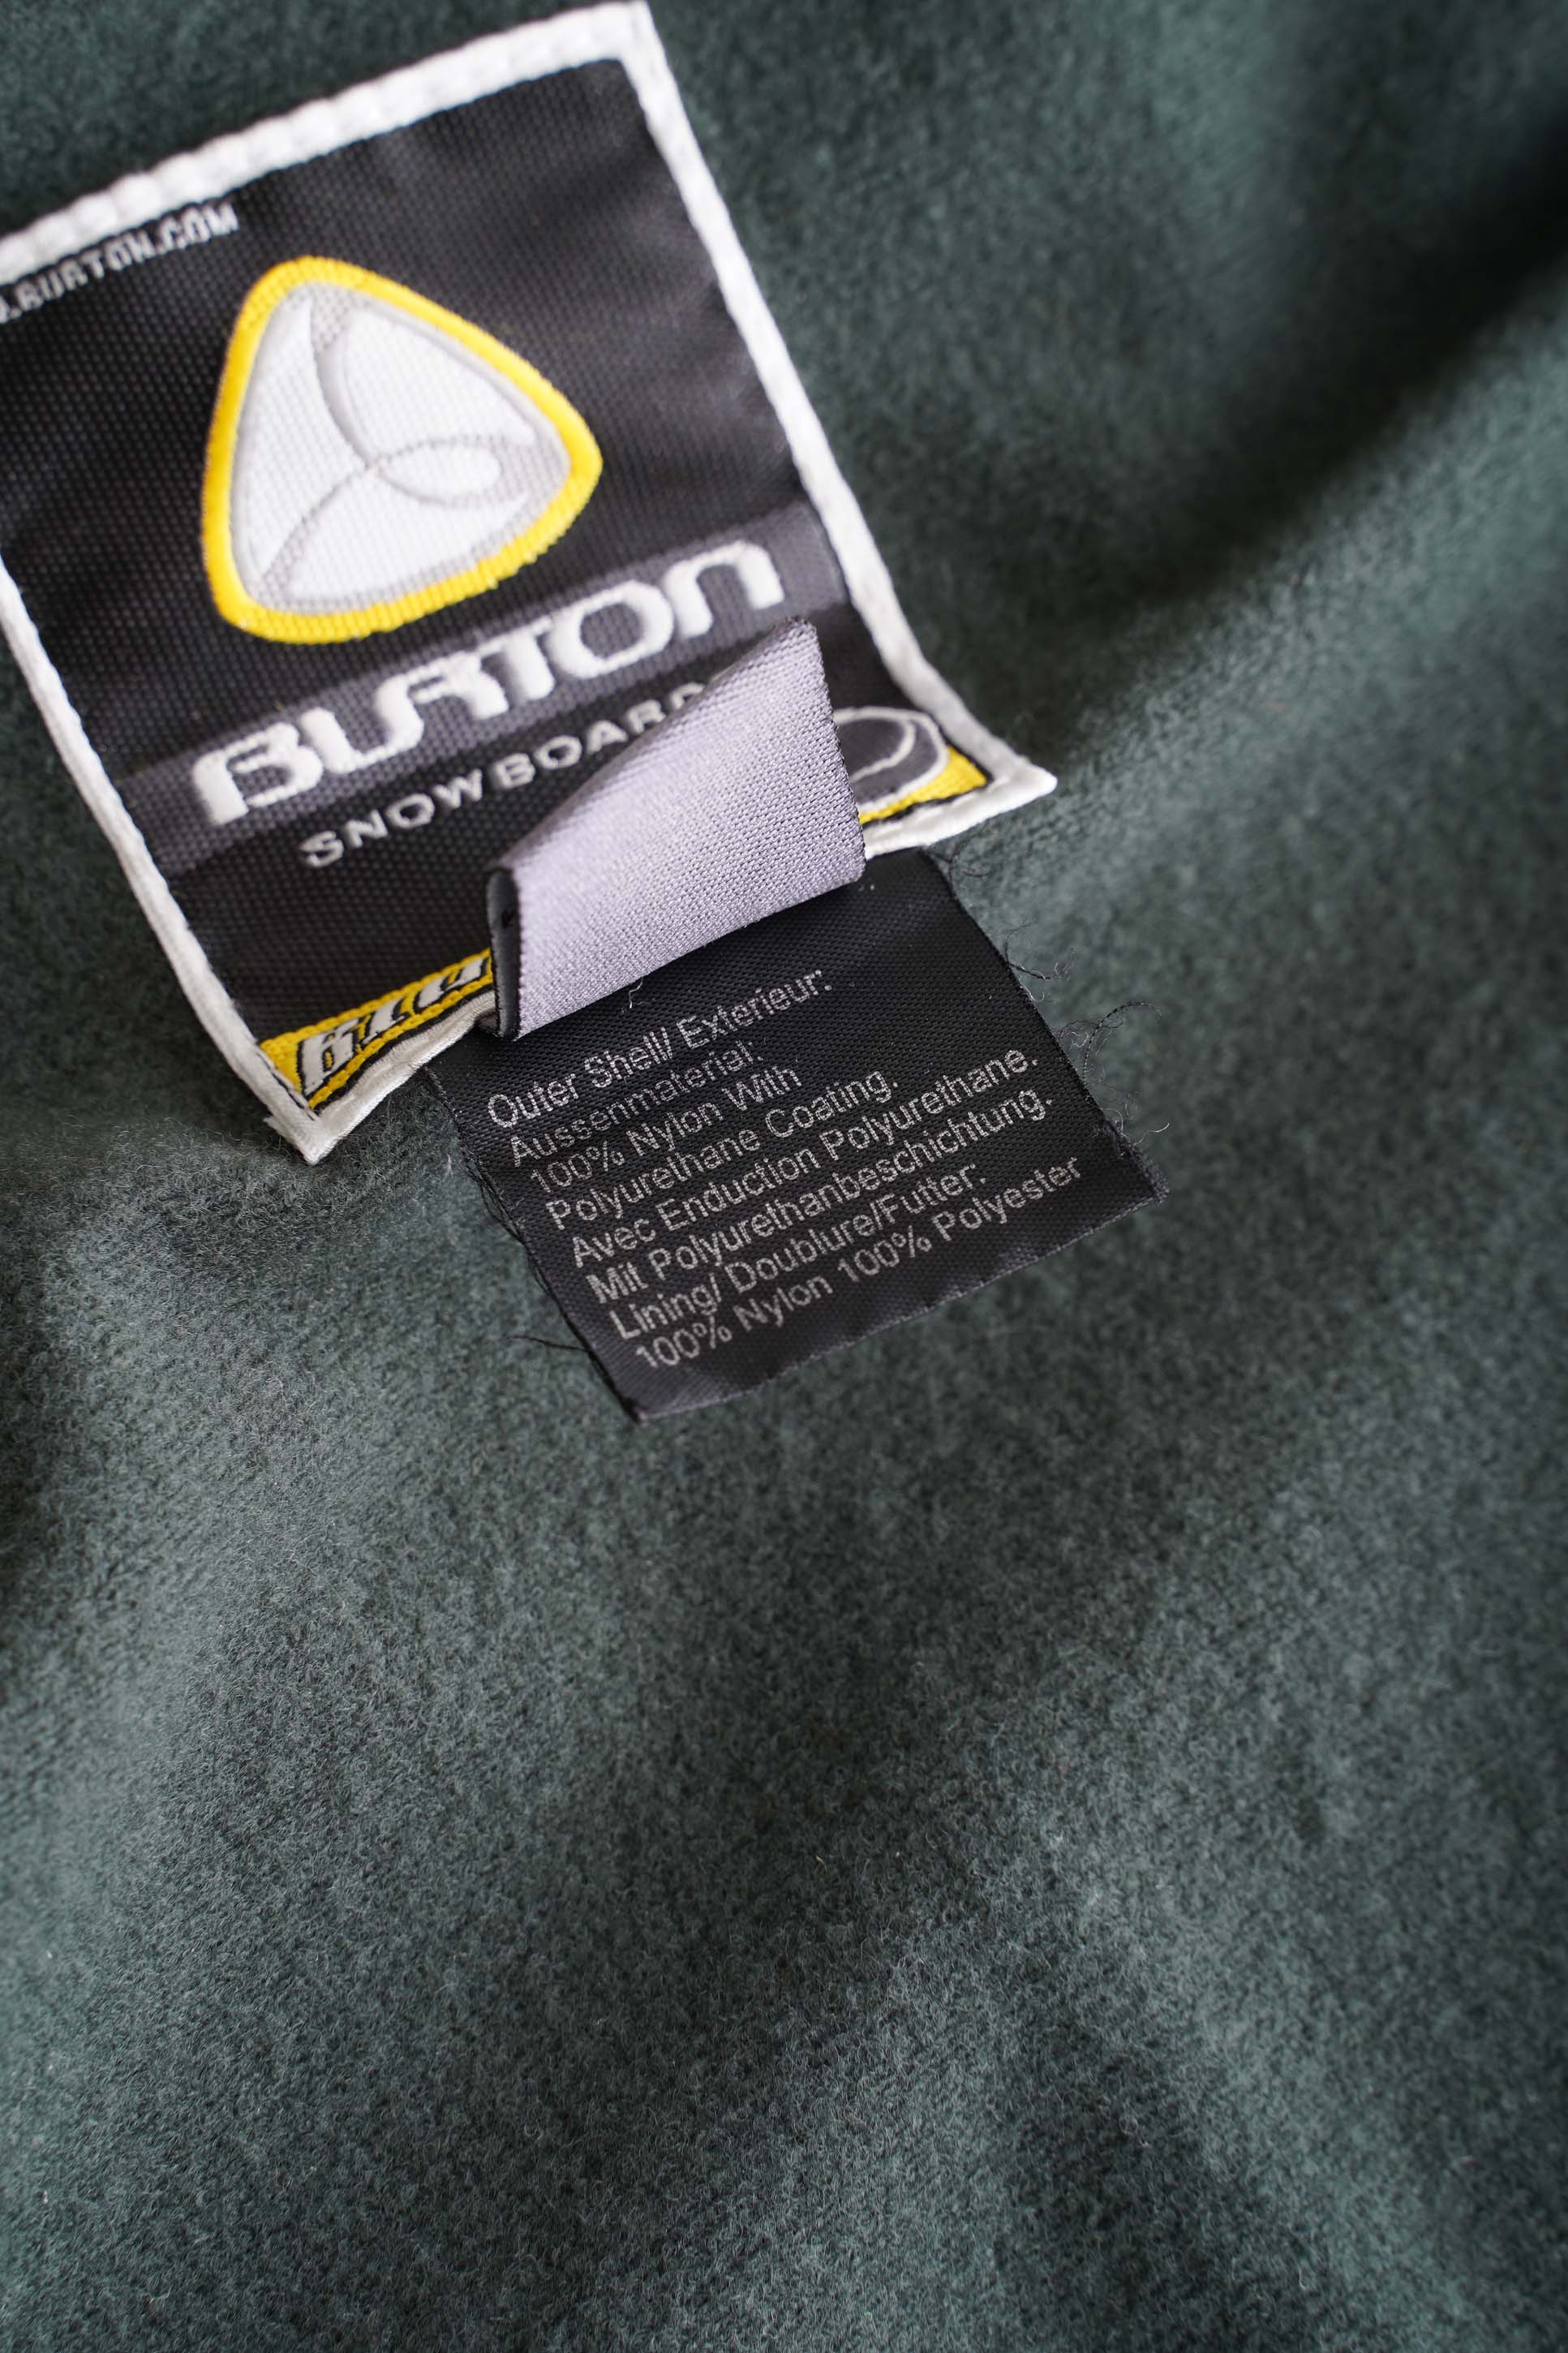 .BURTON.COM
BURTON
SNOWBOARD
Outer Shell/ Exterieur:
Aussenmaterial:
100% Nylon With
Polyurethane Coating.
Avec Enduction Polyurethane.
Mit Polyurethanbeschichtung.
Lining/ Doublure/Futter:
100% Nylon 100% Polyester